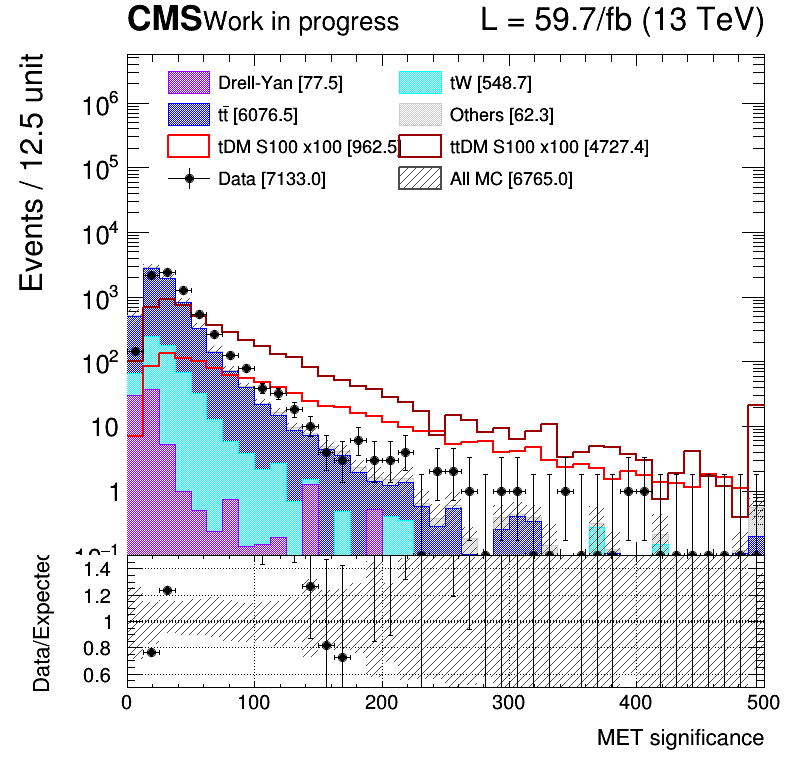 CMS Work in progress L = 59.7/fb (13 TeV)
Events / 12.5 unit
Drell-Yan [77.5] tW [548.7]
tt̄ [6076.5] Others [62.3]
tDM S100 x100 [962.5] ttDM S100 x100 [4727.4]
Data [7133.0] All MC [6765.0]
10⁶
10⁵
10⁴
10³
10²
10
1
10⁻¹
Data/Expected
1.4
1.2
1
0.8
0.6
0 100 200 300 400 500
MET significance